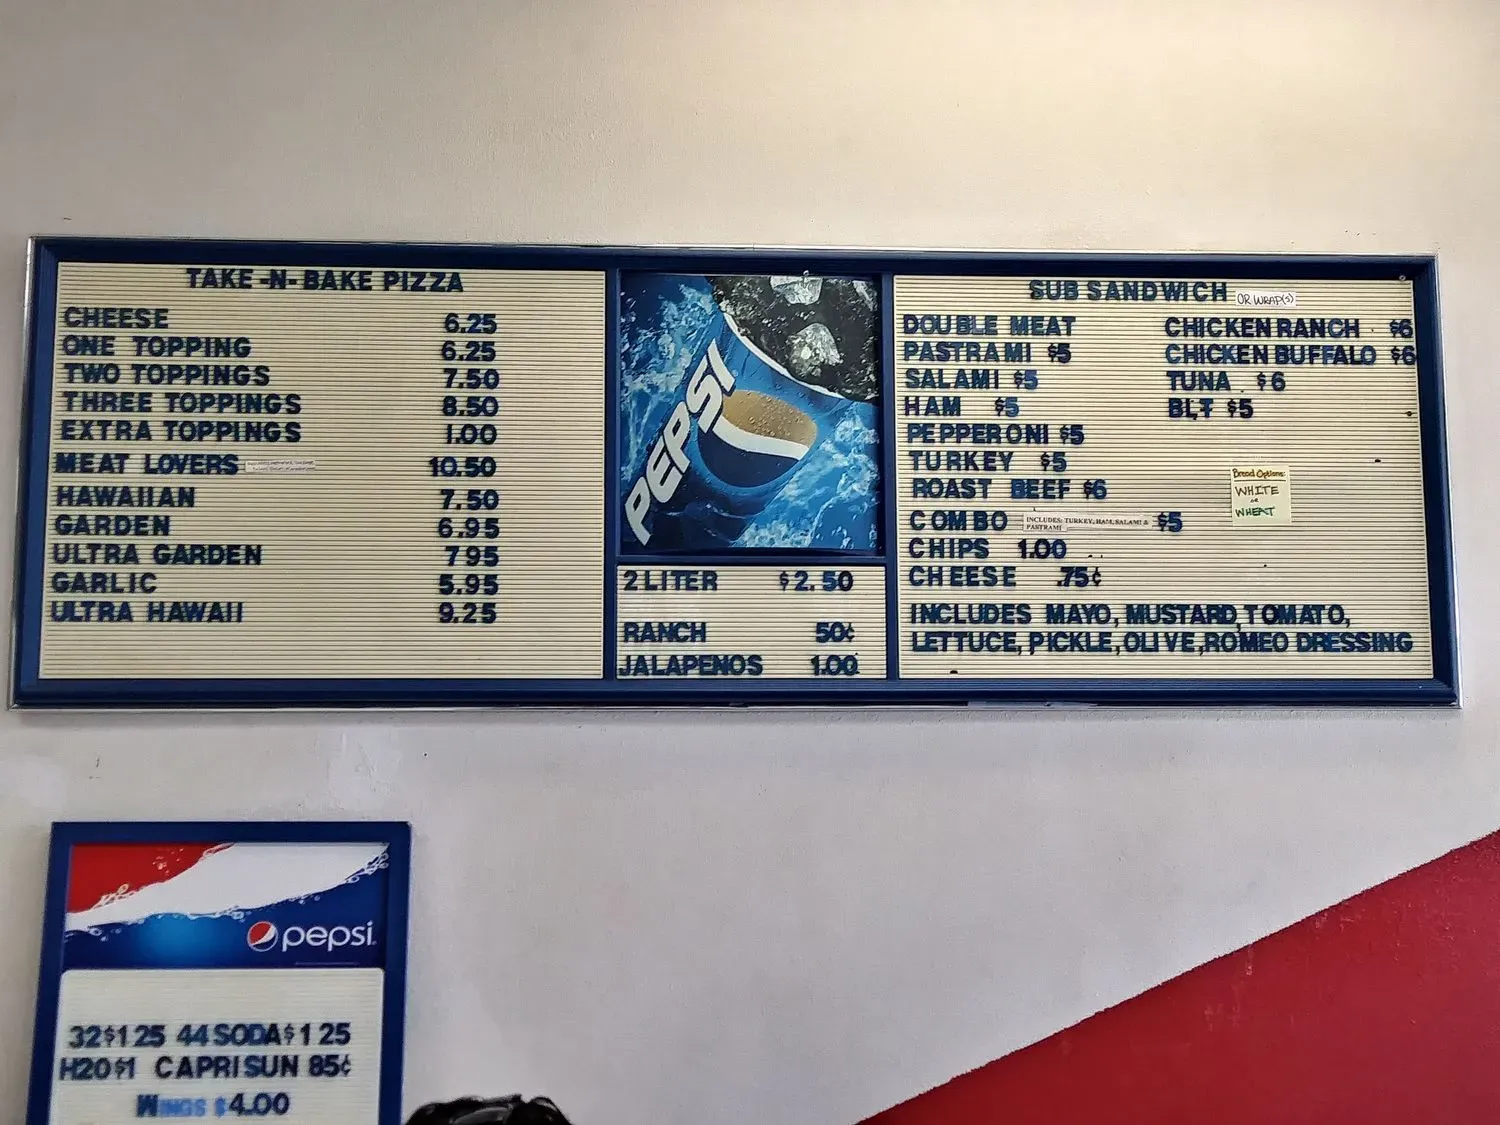 TAKE-N-BAKE PIZZA
CHEESE 6.25
ONE TOPPING 6.25
TWO TOPPINGS 7.50
THREE TOPPINGS 8.50
EXTRA TOPPINGS 1.00
MEAT LOVERS 10.50
HAWAIIAN 7.50
GARDEN 6.95
ULTRA GARDEN 7 95
GARLIC 5.95
ULTRA HAWAII 9.25
PEPSI
2 LITER $2.50
RANCH 50¢
JALAPENOS 1.00
SUB SANDWICH OR WRAP(S)
DOUBLE MEAT
PASTRAMI $5
SALAMI $5
HAM $5
PEPPERONI $5
TURKEY $5
ROAST BEEF $6
COMBO INCLUDES: TURKEY, HAM, SALAMI & PASTRAMI $5
CHIPS 1.00
CHEESE .75¢
CHICKEN RANCH $6
CHICKEN BUFFALO $6
TUNA $6
BLT $5
Bread Options:
WHITE
or
WHEAT
INCLUDES MAYO, MUSTARD, TOMATO,
LETTUCE, PICKLE, OLIVE, ROMEO DRESSING
pepsi
32 $1 25 44 SODA $1 25
H20 $1 CAPRISUN 85¢
WINGS $4.00